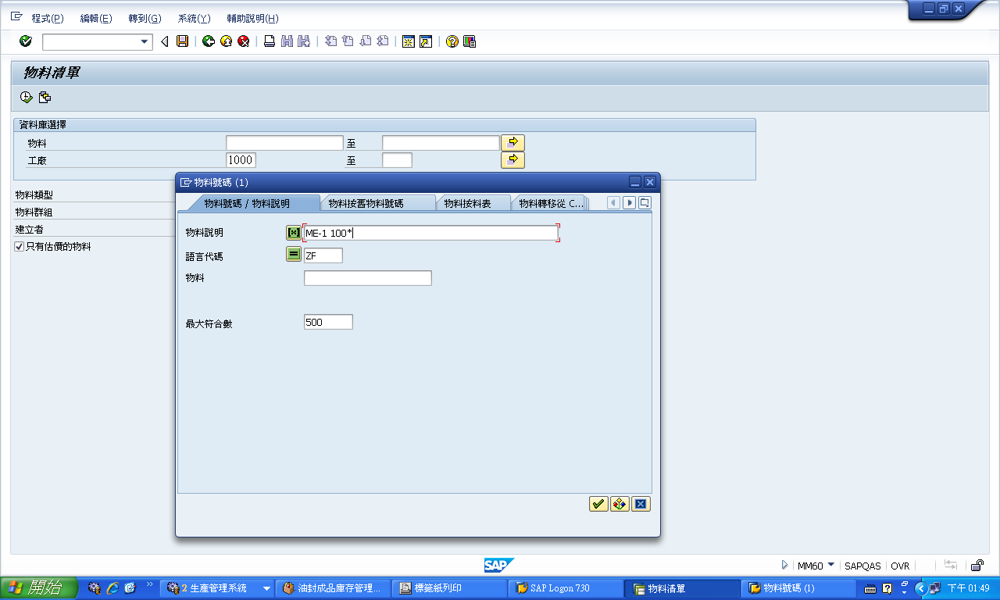 程式(P) 編輯(E) 轉到(G) 系統(Y) 輔助說明(H)
物料清單
資料庫選擇
物料 至
工廠 1000 至
物料類型
物料群組
建立者
只有估價的物料
物料號碼 (1)
物料號碼 / 物料說明 物料按舊物料號碼 物料按料表 物料轉移從 C...
物料說明 ME-1 100*
語言代碼 ZF
物料
最大符合數 500
SAP
MM60 SAPQAS OVR
開始 2 生產管理系統 油封成品庫存管理... 標籤紙列印 SAP Logon 730 物料清單 物料號碼 (1) 下午 01:49